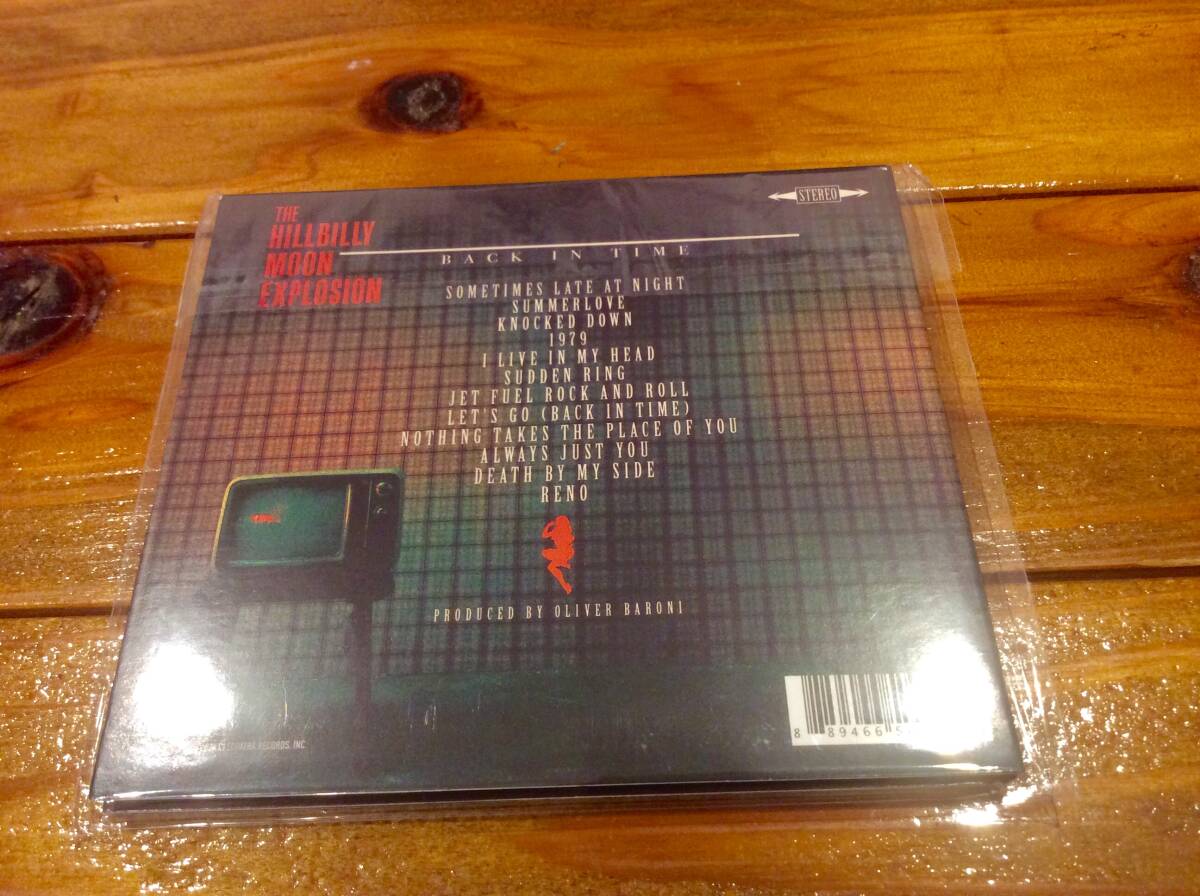 THE
HILLBILLY
MOON
EXPLOSION
STEREO
BACK IN TIME
SOMETIMES LATE AT NIGHT
SUMMERLOVE
KNOCKED DOWN
1979
I LIVE IN MY HEAD
SUDDEN RING
JET FUEL ROCK AND ROLL
LET'S GO (BACK IN TIME)
NOTHING TAKES THE PLACE OF YOU
ALWAYS JUST YOU
DEATH BY MY SIDE
RENO
PRODUCED BY OLIVER BARONI
RECORDS, INC
8 89466